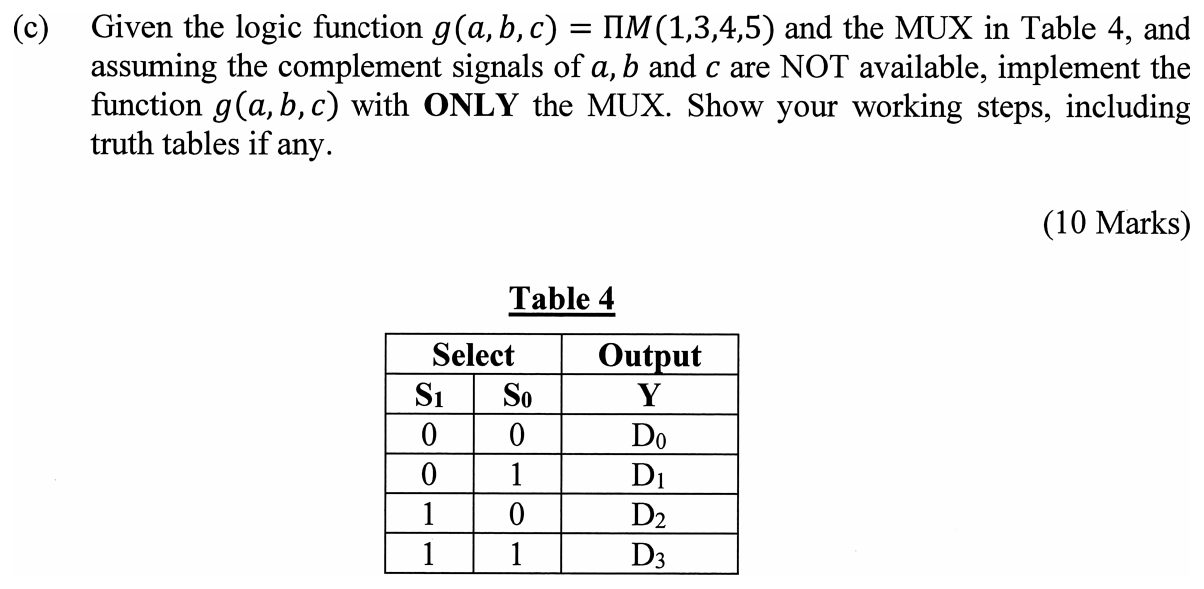 (c) Given the logic function g(a, b, c) = ΠM(1,3,4,5) and the MUX in Table 4, and
assuming the complement signals of a, b and c are NOT available, implement the
function g(a, b, c) with ONLY the MUX. Show your working steps, including
truth tables if any.
(10 Marks)
Table 4
Select Output
S1 S0 Y
0 0 D0
0 1 D1
1 0 D2
1 1 D3